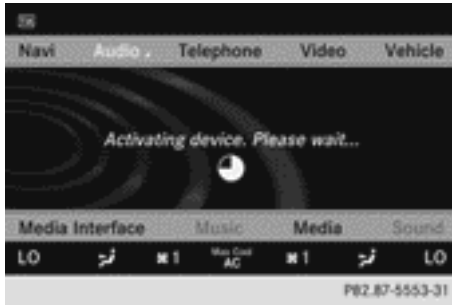 Navi Audio Telephone Video Vehicle
Activating device. Please wait...
Media Interface Music Media Sound
LO 1 Max Cool AC 1 LO
P82.87-5553-31